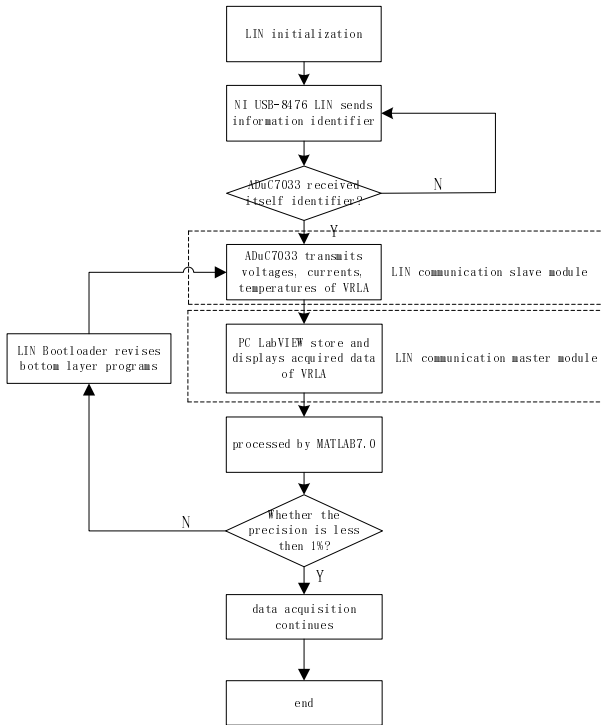 LIN initialization
NI USB-8476 LIN sends
information identifier
ADuC7033 received
itself identifier?
N
Y
ADuC7033 transmits
voltages, currents,
temperatures of VRLA
LIN communication slave module
LIN Bootloader revises
bottom layer programs
PC LabVIEW store and
displays acquired data
of VRLA
LIN communication master module
processed by MATLAB7.0
Whether the
precision is less
then 1%?
N
Y
data acquisition
continues
end